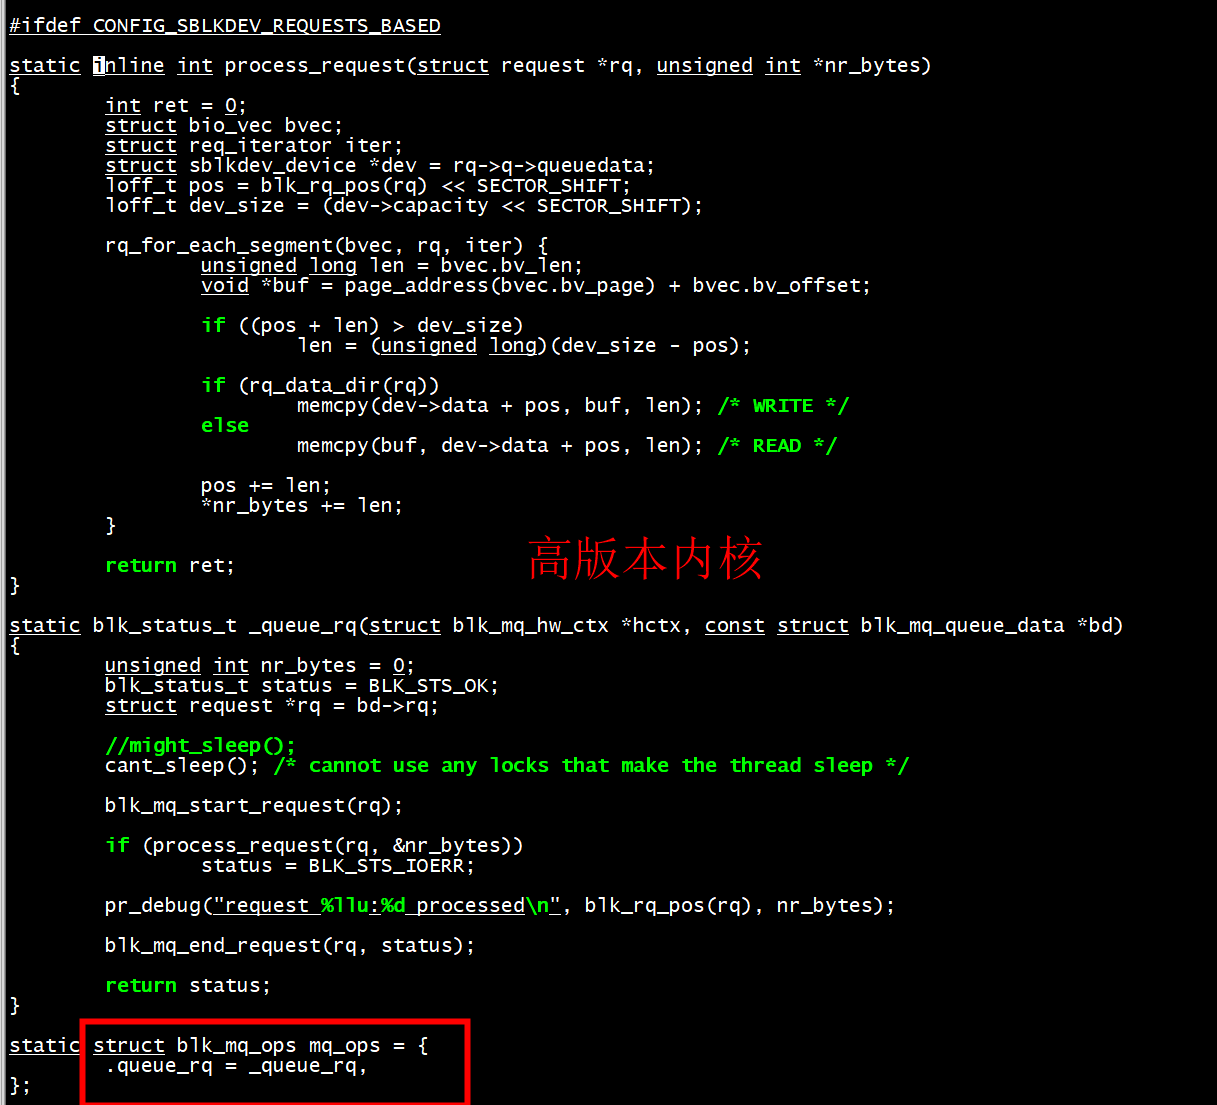 #ifdef CONFIG_SBLKDEV_REQUESTS_BASED
static inline int process_request(struct request *rq, unsigned int *nr_bytes)
{
int ret = 0;
struct bio_vec bvec;
struct req_iterator iter;
struct sblkdev_device *dev = rq->q->queuedata;
loff_t pos = blk_rq_pos(rq) << SECTOR_SHIFT;
loff_t dev_size = (dev->capacity << SECTOR_SHIFT);
rq_for_each_segment(bvec, rq, iter) {
unsigned long len = bvec.bv_len;
void *buf = page_address(bvec.bv_page) + bvec.bv_offset;
if ((pos + len) > dev_size)
len = (unsigned long)(dev_size - pos);
if (rq_data_dir(rq))
memcpy(dev->data + pos, buf, len); /* WRITE */
else
memcpy(buf, dev->data + pos, len); /* READ */
pos += len;
*nr_bytes += len;
}
高版本内核
return ret;
}
static blk_status_t _queue_rq(struct blk_mq_hw_ctx *hctx, const struct blk_mq_queue_data *bd)
{
unsigned int nr_bytes = 0;
blk_status_t status = BLK_STS_OK;
struct request *rq = bd->rq;
//might_sleep();
cant_sleep(); /* cannot use any locks that make the thread sleep */
blk_mq_start_request(rq);
if (process_request(rq, &nr_bytes))
status = BLK_STS_IOERR;
pr_debug("request %llu:%d processed\n", blk_rq_pos(rq), nr_bytes);
blk_mq_end_request(rq, status);
return status;
}
static struct blk_mq_ops mq_ops = {
.queue_rq = _queue_rq,
};